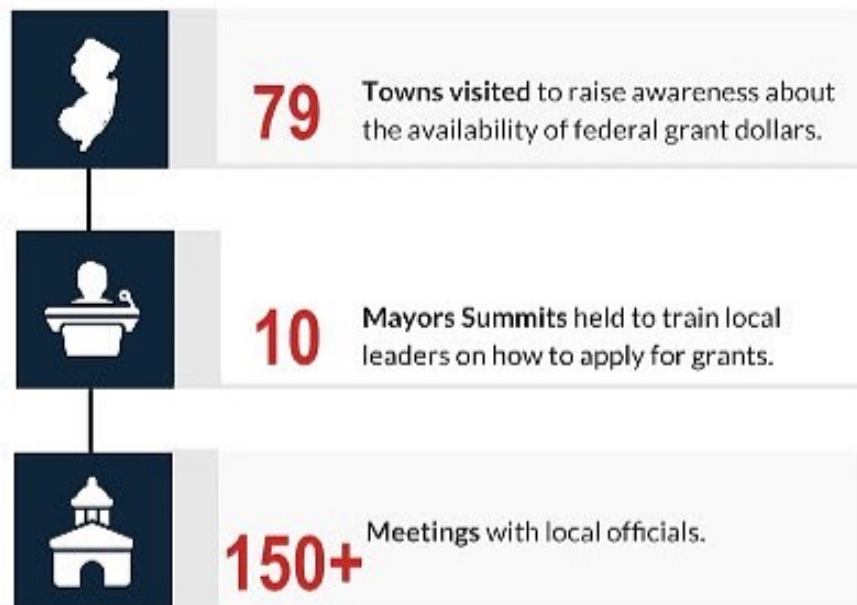 79
Towns visited to raise awareness about
the availability of federal grant dollars.
10
Mayors Summits held to train local
leaders on how to apply for grants.
150+
Meetings with local officials.